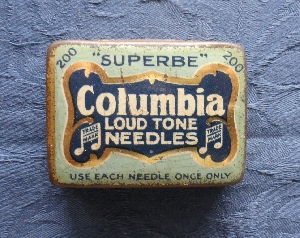 200 "SUPERBE" 200
Columbia
LOUD TONE
TRADE MARK NEEDLES TRADE MARK
USE EACH NEEDLE ONCE ONLY